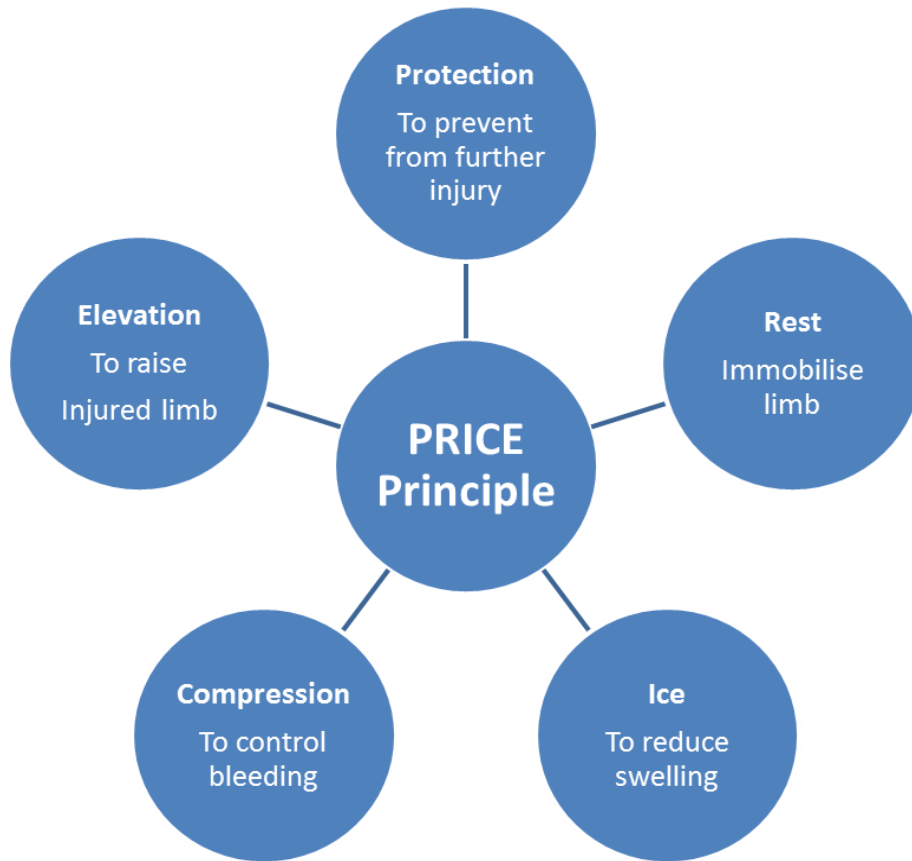 Protection
To prevent
from further
injury
Elevation
To raise
Injured limb
Rest
Immobilise
limb
PRICE
Principle
Compression
To control
bleeding
Ice
To reduce
swelling